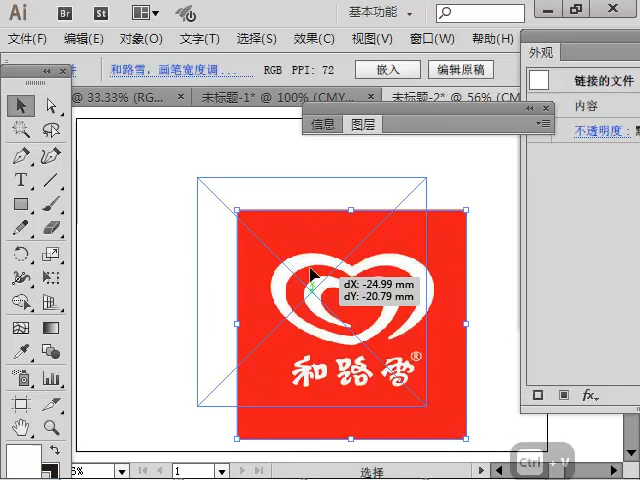 Ai Br St 基本功能
文件(F) 编辑(E) 对象(O) 文字(T) 选择(S) 效果(C) 视图(V) 窗口(W) 帮助(H)
和路雪，画笔宽度调... RGB PPI: 72 嵌入 编辑原稿
@ 33.33% (RG... 未标题-1* @ 100% (CMY... 未标题-2* @ 56% (CM
外观
链接的文件
内容
不透明度:
信息 图层
dX: -24.99 mm
dY: -20.79 mm
和路雪®
fx
1 选择
Ctrl + V